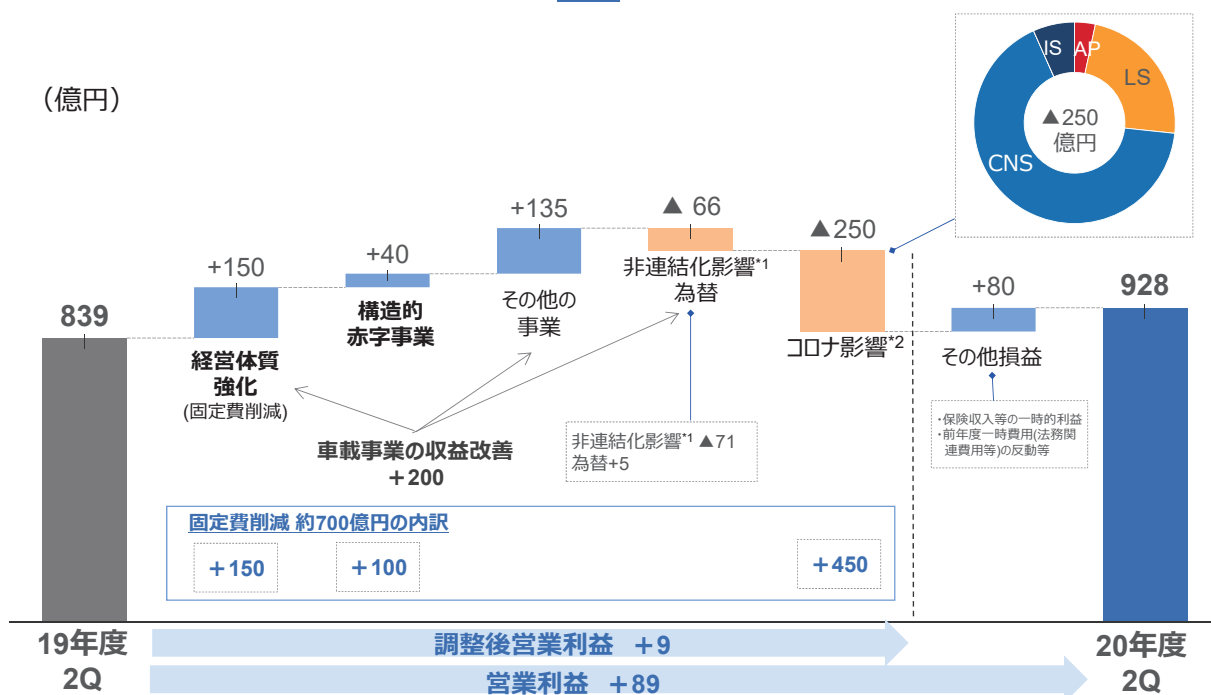 （億円）
IS
AP
LS
CNS
▲250
億円
839
+150
経営体質
強化
(固定費削減)
+40
構造的
赤字事業
+135
その他の
事業
▲ 66
非連結化影響*1
為替
▲250
コロナ影響*2
+80
その他損益
928
車載事業の収益改善
＋200
非連結化影響*1 ▲71
為替+5
・保険収入等の一時的利益
・前年度一時費用(法務関
連費用等)の反動等
固定費削減 約700億円の内訳
＋150
＋100
＋450
19年度
2Q
調整後営業利益 ＋9
営業利益 ＋89
20年度
2Q